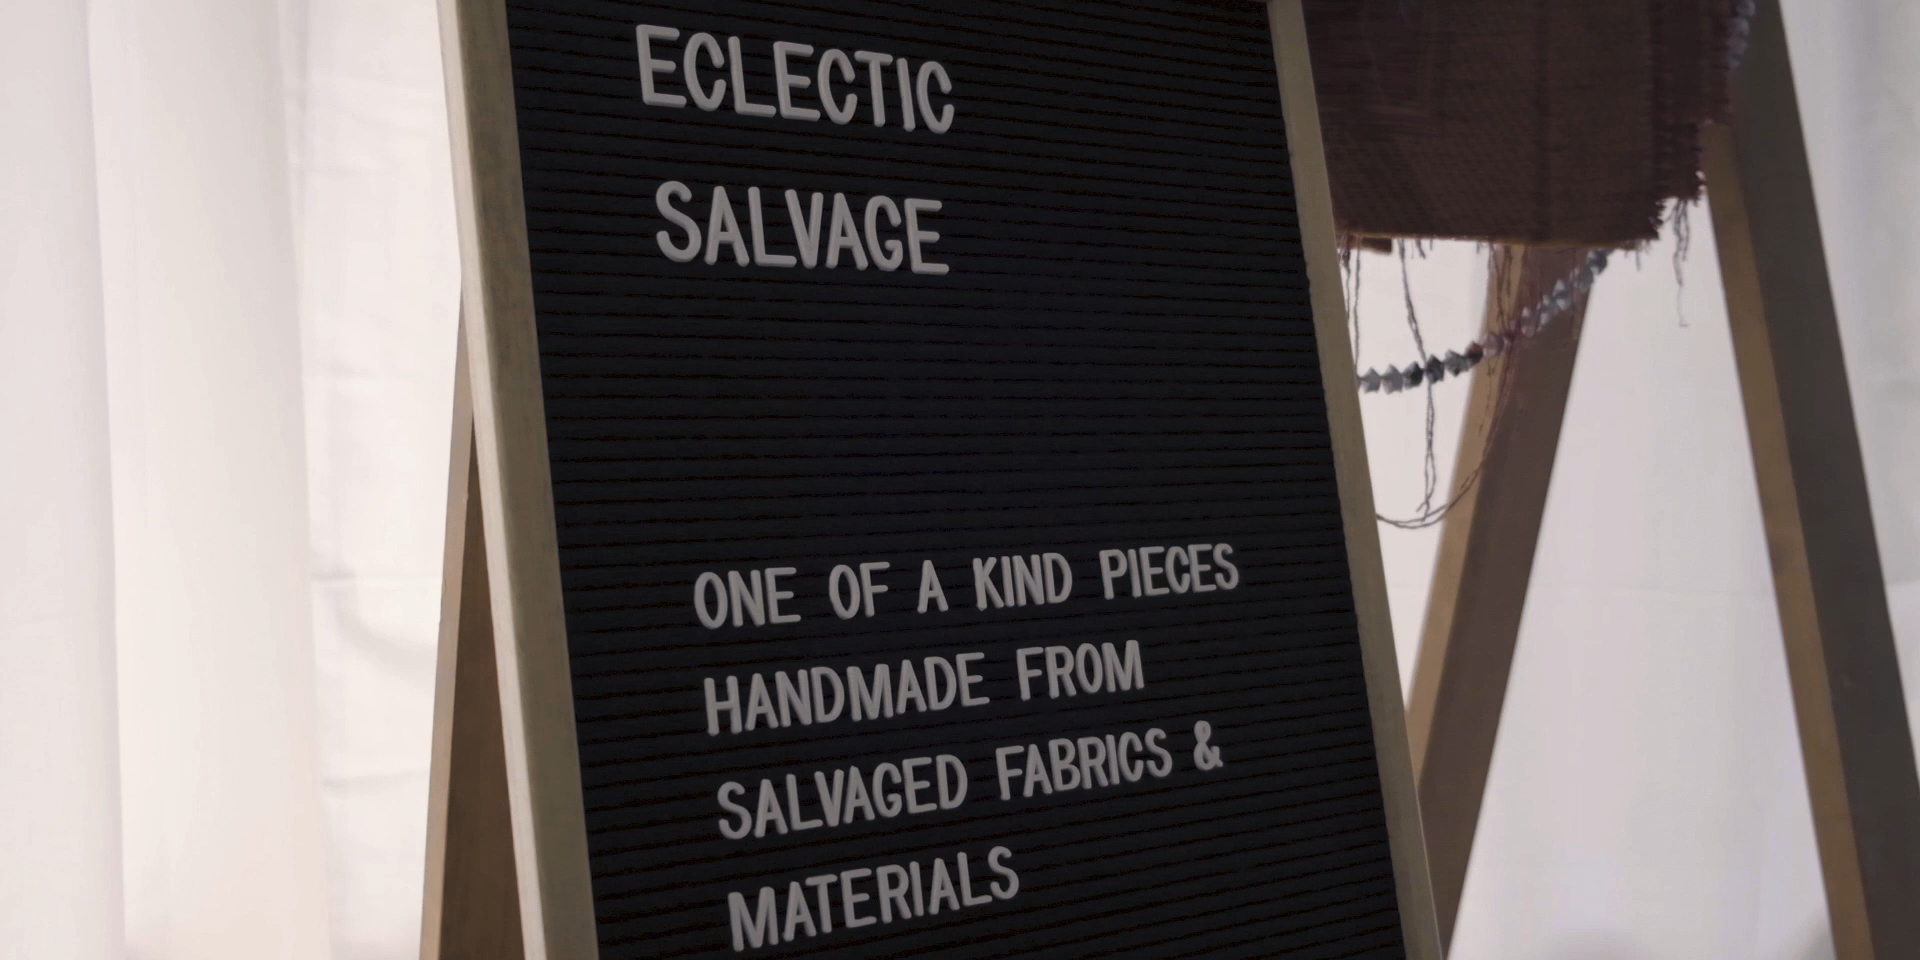 ECLECTIC
SALVAGE
ONE OF A KIND PIECES
HANDMADE FROM
SALVAGED FABRICS &
MATERIALS